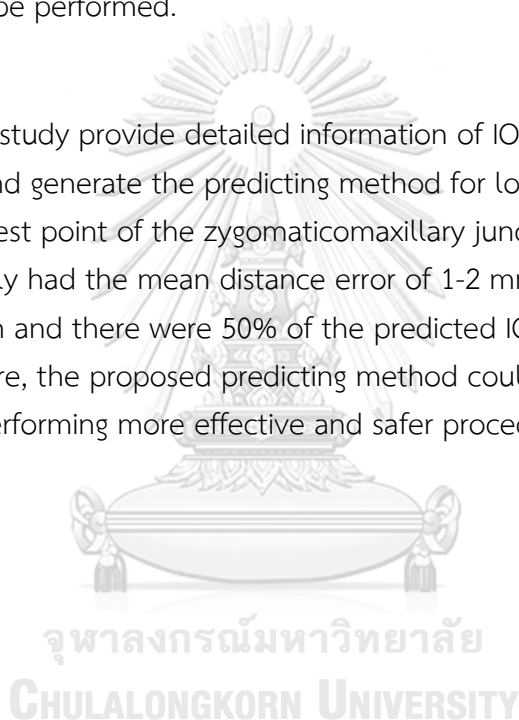 be performed.
study provide detailed information of IO
nd generate the predicting method for lo
est point of the zygomaticomaxillary junc
ly had the mean distance error of 1-2 mr
n and there were 50% of the predicted IO
re, the proposed predicting method coul
erforming more effective and safer proced
จุฬาลงกรณ์มหาวิทยาลัย
CHULALONGKORN UNIVERSITY